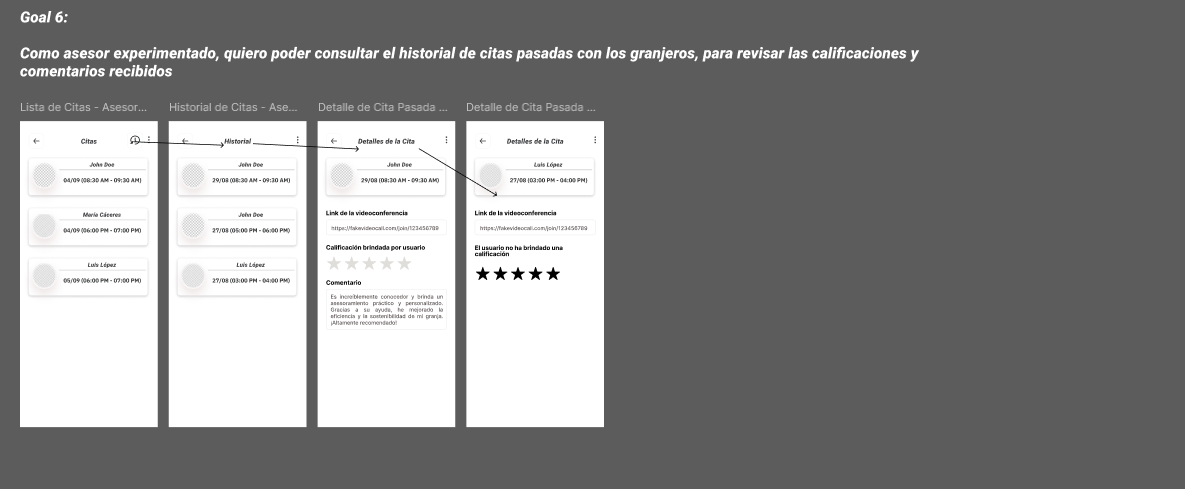 Goal 6:
Como asesor experimentado, quiero poder consultar el historial de citas pasadas con los granjeros, para revisar las calificaciones y
comentarios recibidos
Lista de Citas - Asesor...
Historial de Citas - Ase...
Detalle de Cita Pasada ...
Detalle de Cita Pasada ...
Citas
John Doe
04/09 (08:30 AM - 09:30 AM)
María Cáceres
04/09 (06:00 PM - 07:00 PM)
Luis López
05/09 (06:00 PM - 07:00 PM)
Historial
John Doe
29/08 (08:30 AM - 09:30 AM)
John Doe
27/08 (05:00 PM - 06:00 PM)
Luis López
27/08 (03:00 PM - 04:00 PM)
Detalles de la Cita
John Doe
29/08 (08:30 AM - 09:30 AM)
Link de la videoconferencia
https://fakevideocall.com/join/123456789
Calificación brindada por usuario
Comentario
Es increíblemente conocedor y brinda un
asesoramiento práctico y personalizado.
Gracias a su ayuda, he mejorado la
eficiencia y la sostenibilidad de mi granja.
¡Altamente recomendado!
Detalles de la Cita
Luis López
27/08 (03:00 PM - 04:00 PM)
Link de la videoconferencia
https://fakevideocall.com/join/123456789
El usuario no ha brindado una
calificación